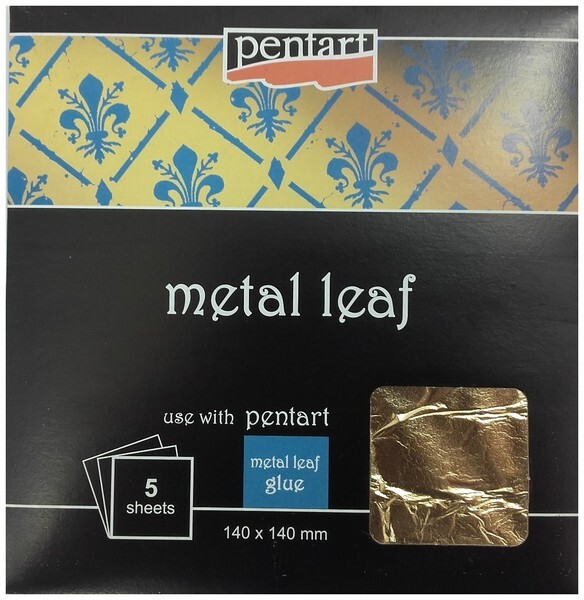 pentart
metal leaf
use with pentart
metal leaf
glue
5
sheets
140 x 140 mm